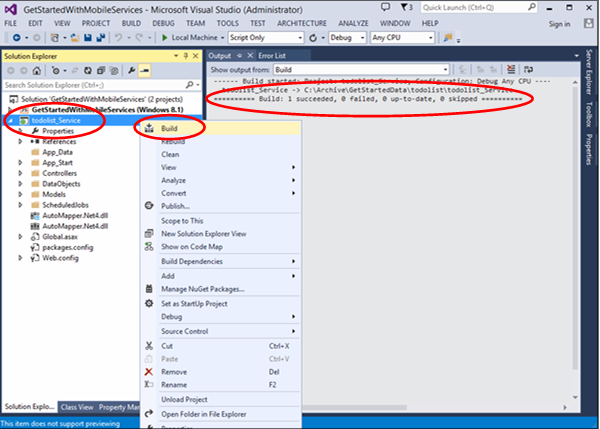 GetStartedWithMobileServices - Microsoft Visual Studio (Administrator)
3
Quick Launch (Ctrl+Q)
FILE EDIT VIEW PROJECT BUILD DEBUG TEAM TOOLS TEST ARCHITECTURE ANALYZE WINDOW HELP
Sign in
Local Machine Script Only Debug Any CPU
Solution Explorer
Search Solution Explorer (Ctrl+;)
Solution 'GetStartedWithMobileServices' (2 projects)
GetStartedWithMobileServices (Windows 8.1)
todolist_Service
Properties
References
App_Data
App_Start
Controllers
DataObjects
Models
ScheduledJobs
AutoMapper.Net4.dll
AutoMapper.Net4.dll
Global.asax
packages.config
Web.config
Solution Explo...
Class View
Property Man
Build
Rebuild
Clean
View
Analyze
Convert
Publish...
Scope to This
New Solution Explorer View
Show on Code Map
Build Dependencies
Add
Manage NuGet Packages...
Set as StartUp Project
Debug
Source Control
Cut Ctrl+X
Paste Ctrl+V
Remove Del
Rename F2
Unload Project
Open Folder in File Explorer
Output
Error List
Show output from: Build
------ Build started: Project: todolist_Service, Configuration: Debug Any CPU ----
todolist_Service -> C:\Archive\GetStartedData\todolist\todolist_Service
========== Build: 1 succeeded, 0 failed, 0 up-to-date, 0 skipped ==========
Server Explorer
Toolbox
Properties
This item does not support previewing